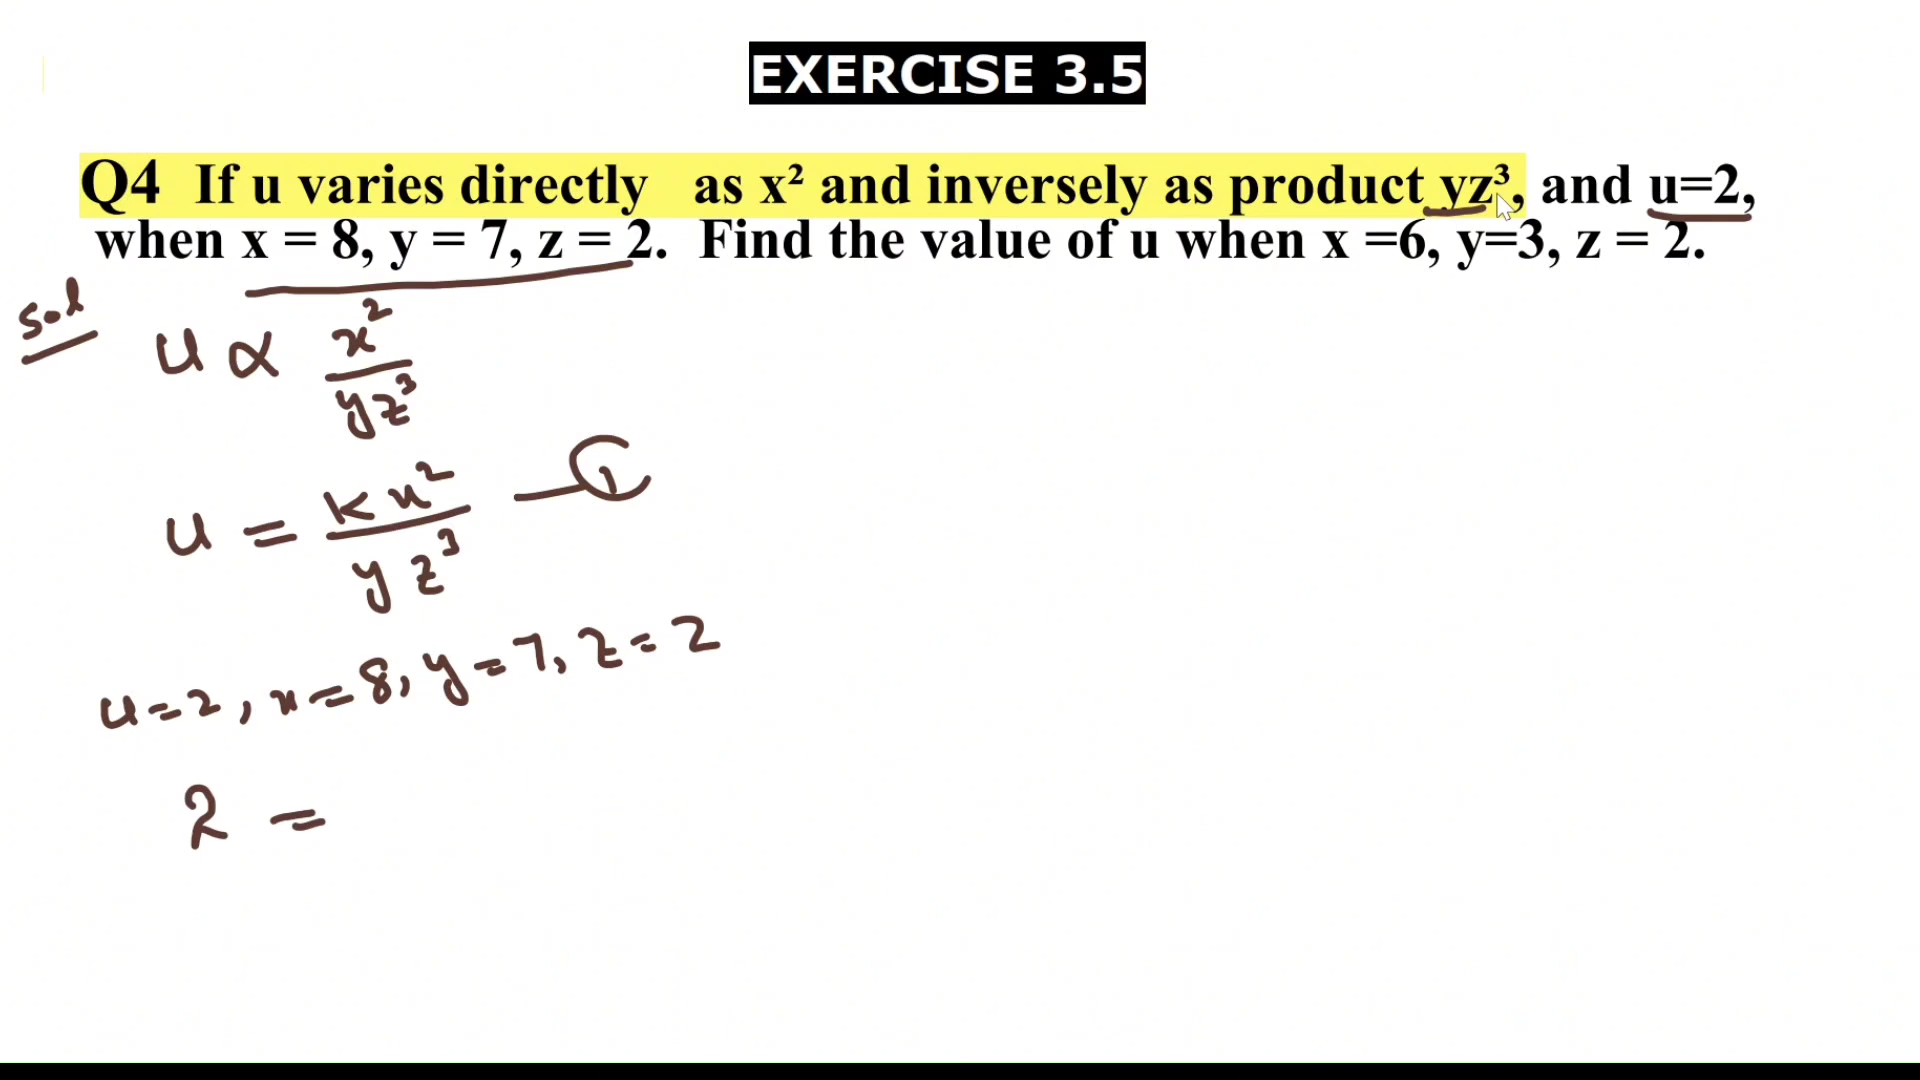 EXERCISE 3.5
Q4 If u varies directly as x² and inversely as product yz³, and u=2,
when x = 8, y = 7, z = 2. Find the value of u when x =6, y=3, z = 2.
Sol
u ∝ x²/yz³
u = kx²/yz³ —①
u=2, x=8, y=7, z=2
2 =